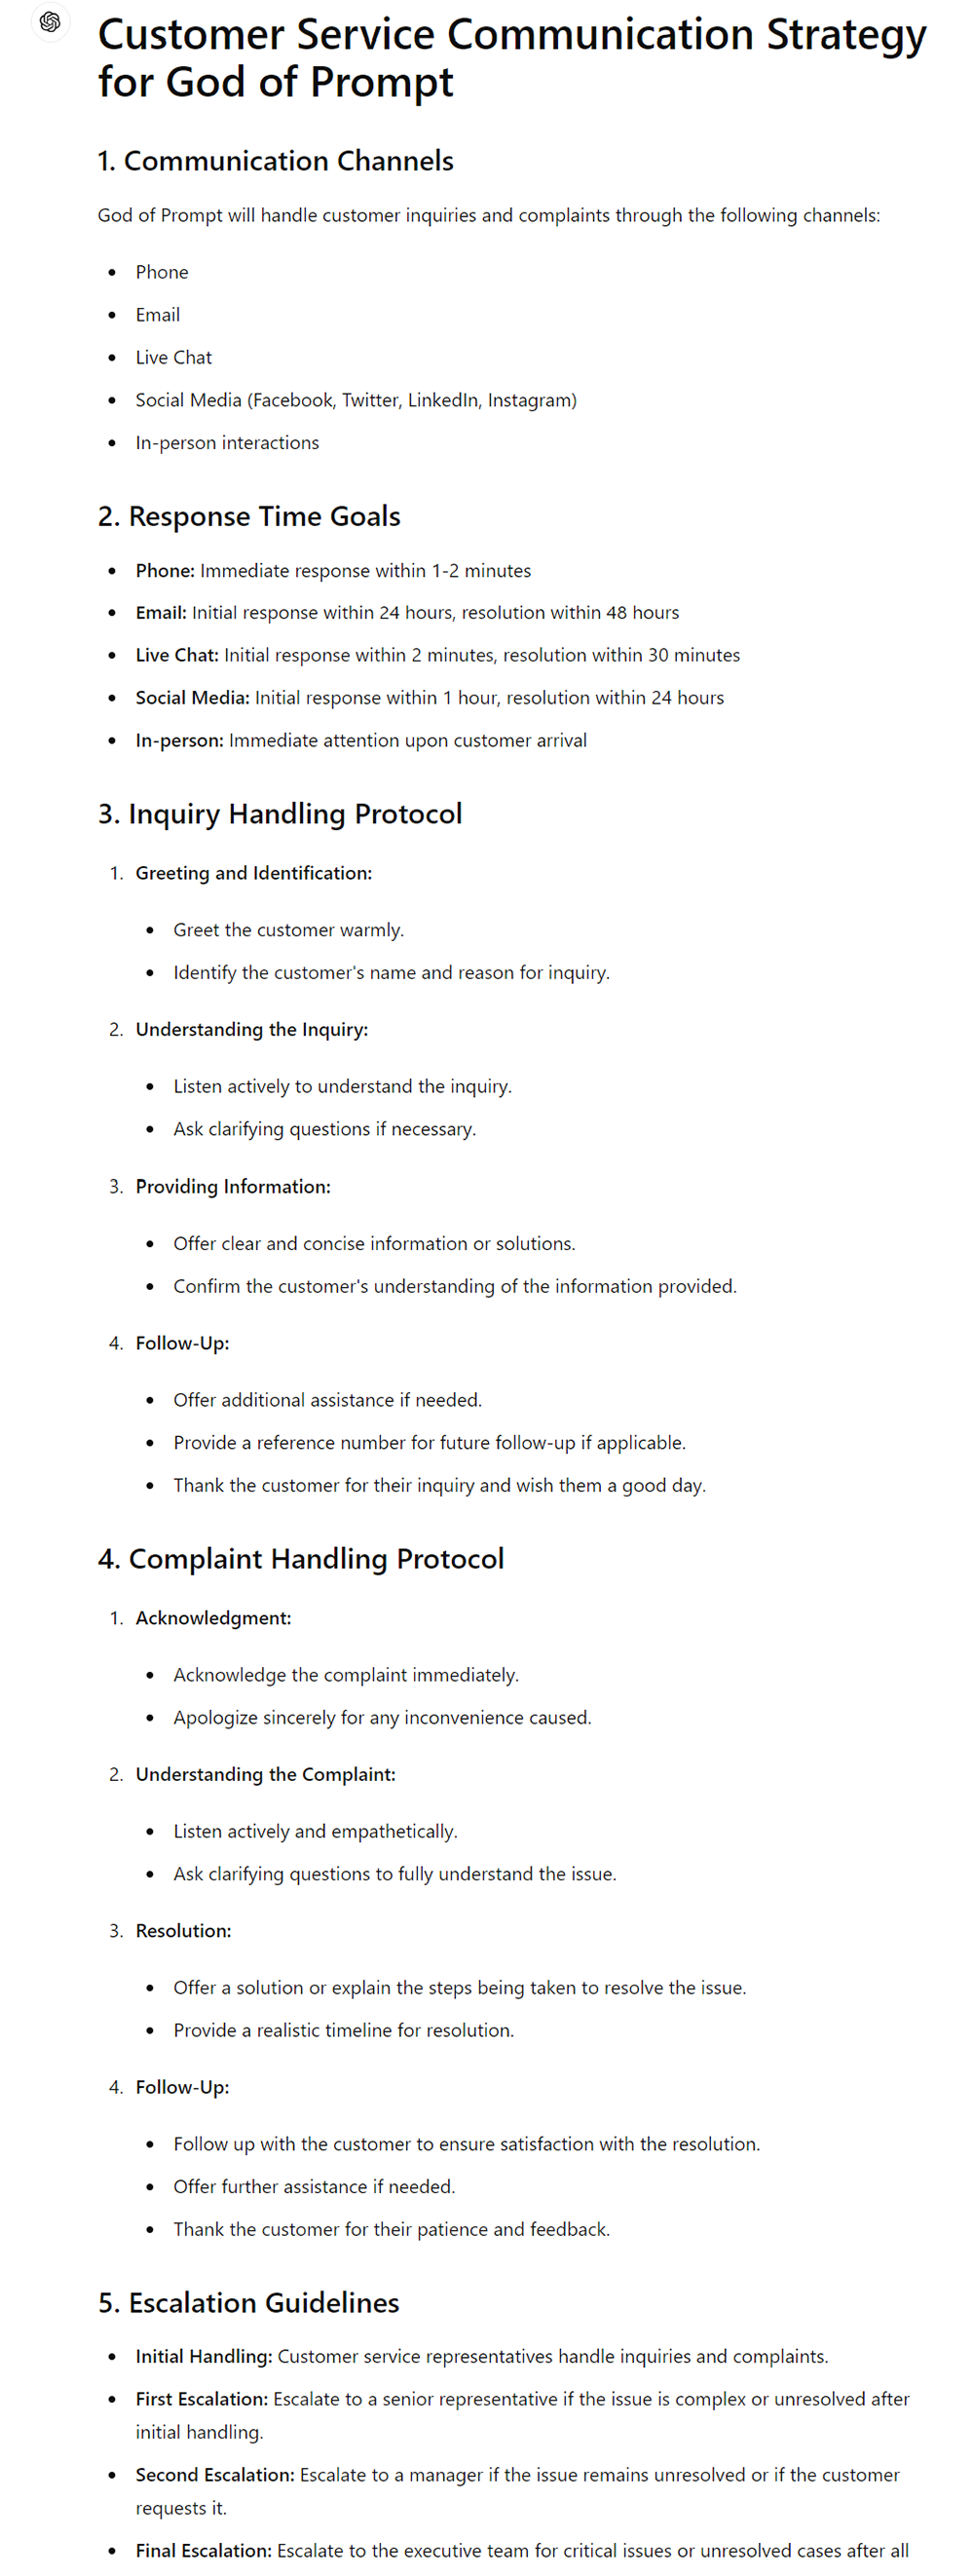 Customer Service Communication Strategy
for God of Prompt
1. Communication Channels
God of Prompt will handle customer inquiries and complaints through the following channels:
• Phone
• Email
• Live Chat
• Social Media (Facebook, Twitter, LinkedIn, Instagram)
• In-person interactions
2. Response Time Goals
• Phone: Immediate response within 1-2 minutes
• Email: Initial response within 24 hours, resolution within 48 hours
• Live Chat: Initial response within 2 minutes, resolution within 30 minutes
• Social Media: Initial response within 1 hour, resolution within 24 hours
• In-person: Immediate attention upon customer arrival
3. Inquiry Handling Protocol
1. Greeting and Identification:
• Greet the customer warmly.
• Identify the customer's name and reason for inquiry.
2. Understanding the Inquiry:
• Listen actively to understand the inquiry.
• Ask clarifying questions if necessary.
3. Providing Information:
• Offer clear and concise information or solutions.
• Confirm the customer's understanding of the information provided.
4. Follow-Up:
• Offer additional assistance if needed.
• Provide a reference number for future follow-up if applicable.
• Thank the customer for their inquiry and wish them a good day.
4. Complaint Handling Protocol
1. Acknowledgment:
• Acknowledge the complaint immediately.
• Apologize sincerely for any inconvenience caused.
2. Understanding the Complaint:
• Listen actively and empathetically.
• Ask clarifying questions to fully understand the issue.
3. Resolution:
• Offer a solution or explain the steps being taken to resolve the issue.
• Provide a realistic timeline for resolution.
4. Follow-Up:
• Follow up with the customer to ensure satisfaction with the resolution.
• Offer further assistance if needed.
• Thank the customer for their patience and feedback.
5. Escalation Guidelines
• Initial Handling: Customer service representatives handle inquiries and complaints.
• First Escalation: Escalate to a senior representative if the issue is complex or unresolved after
initial handling.
• Second Escalation: Escalate to a manager if the issue remains unresolved or if the customer
requests it.
• Final Escalation: Escalate to the executive team for critical issues or unresolved cases after all